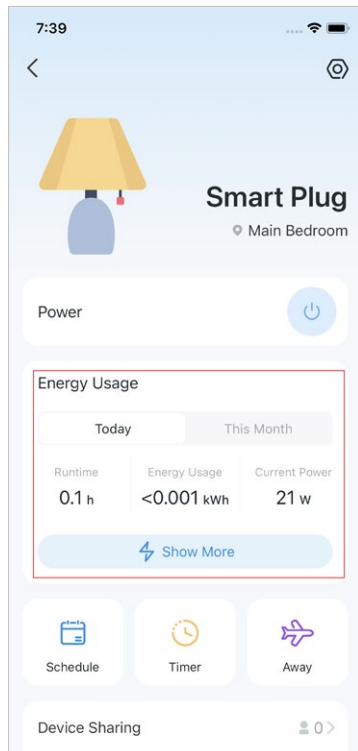 7:39
Smart Plug
Main Bedroom
Power
Energy Usage
Today This Month
Runtime Energy Usage Current Power
0.1 h <0.001 kWh 21 w
Show More
Schedule Timer Away
Device Sharing 0 >